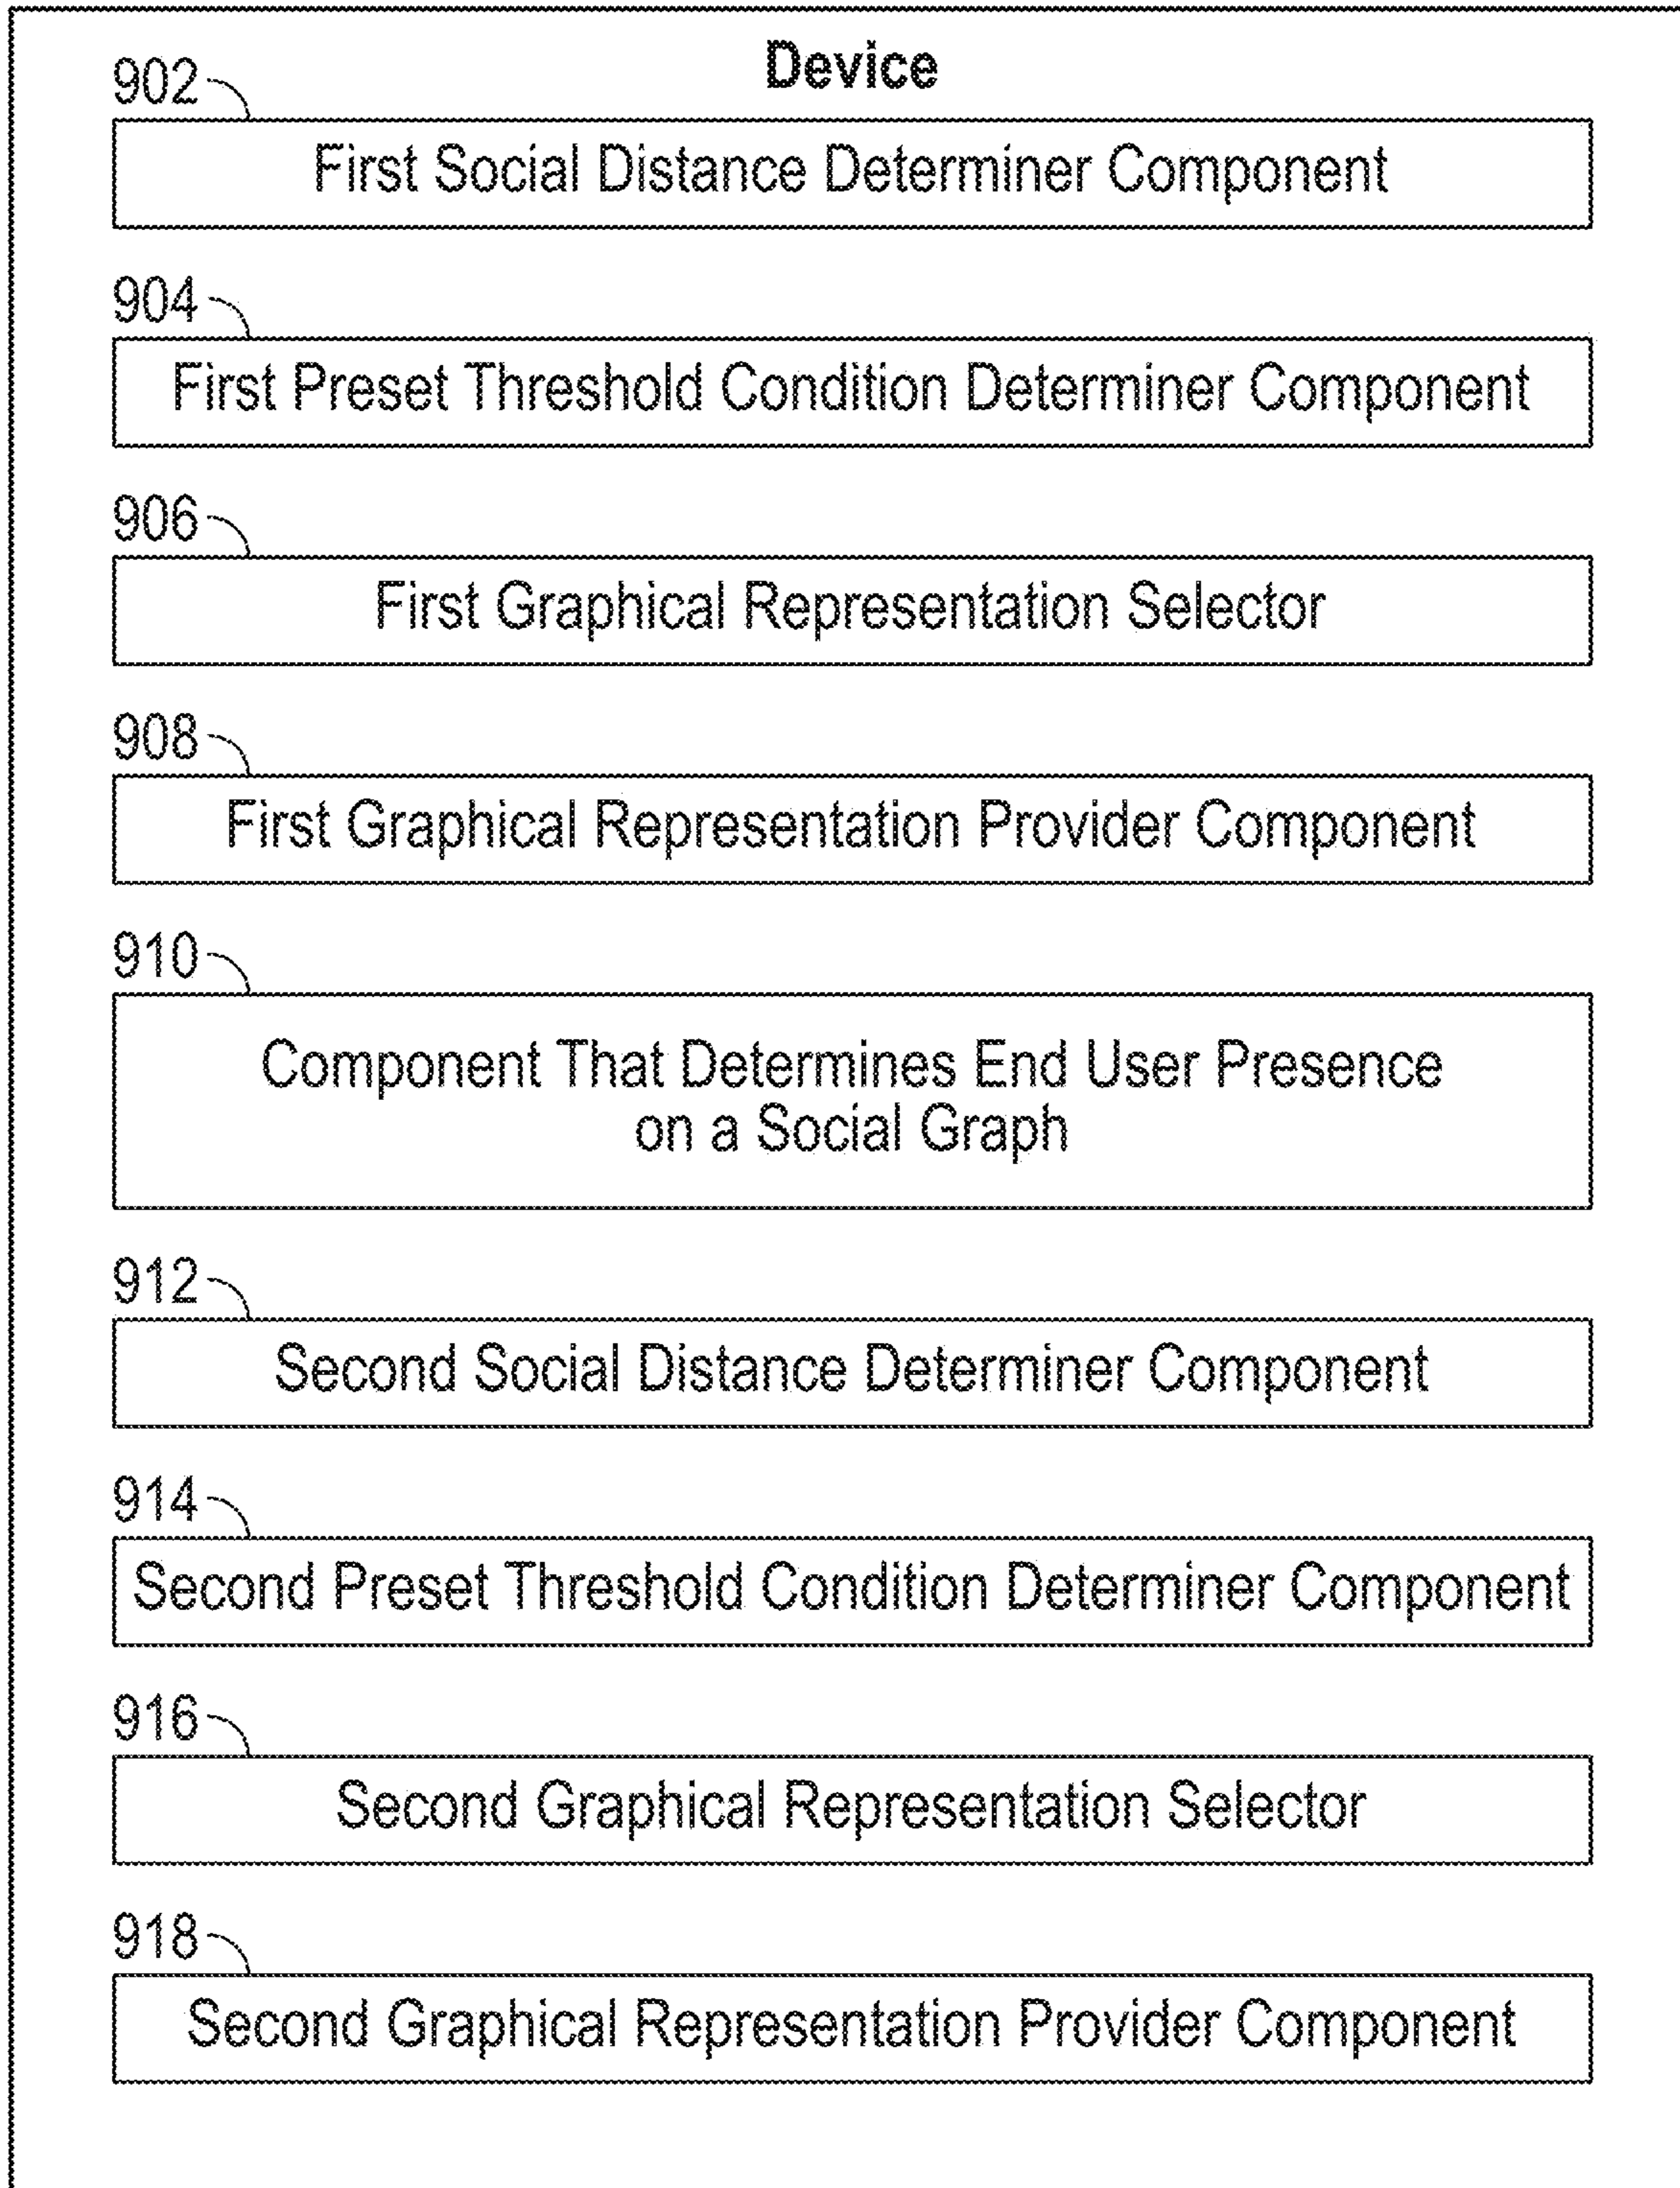 Device
902
First Social Distance Determiner Component
904
First Preset Threshold Condition Determiner Component
906
First Graphical Representation Selector
908
First Graphical Representation Provider Component
910
Component That Determines End User Presence
on a Social Graph
912
Second Social Distance Determiner Component
914
Second Preset Threshold Condition Determiner Component
916
Second Graphical Representation Selector
918
Second Graphical Representation Provider Component